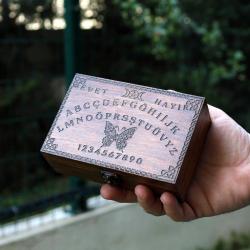 EVET HAYIR
ABCÇDEFGĞHIİJK
LMNOÖPRSŞTUÜVYZ
1234567890